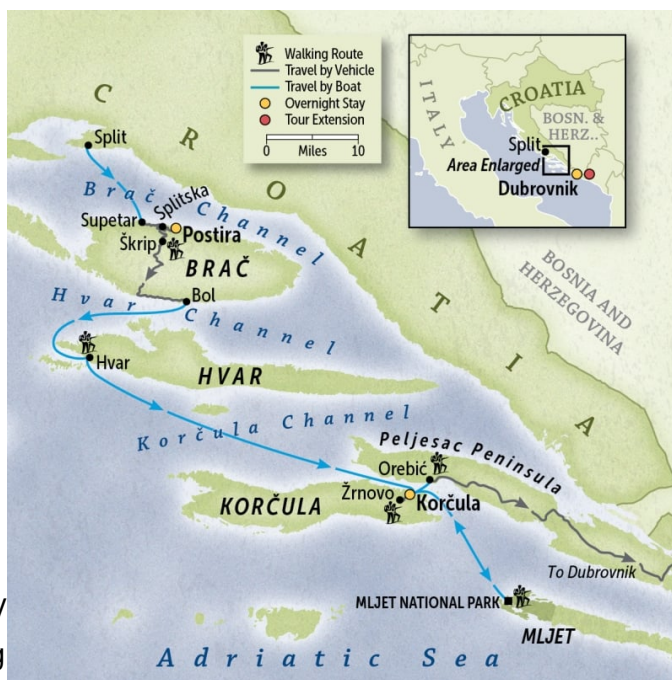 Walking Route
Travel by Vehicle
Travel by Boat
Overnight Stay
Tour Extension
0 Miles 10
ITALY
CROATIA
BOSN. &
HERZ..
Split
Area Enlarged
Dubrovnik
CROATIA
Split
Brač Channel
Supetar
Splitska
Postira
Škrip
BRAČ
Bol
BOSNIA AND
HERZEGOVINA
Hvar Channel
Hvar
HVAR
Korčula Channel
Peljesac Peninsula
Orebić
Žrnovo
Korčula
KORČULA
To Dubrovnik
MLJET NATIONAL PARK
MLJET
Adriatic Sea